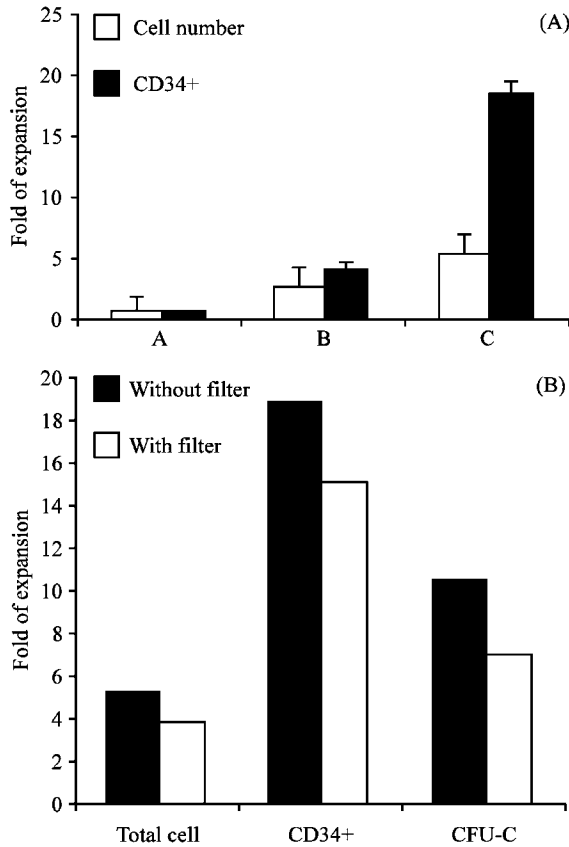 (A)
Cell number
CD34+
Fold of expansion
25
20
15
10
5
0
A B C
(B)
Without filter
With filter
Fold of expansion
20
18
16
14
12
10
8
6
4
2
0
Total cell CD34+ CFU-C